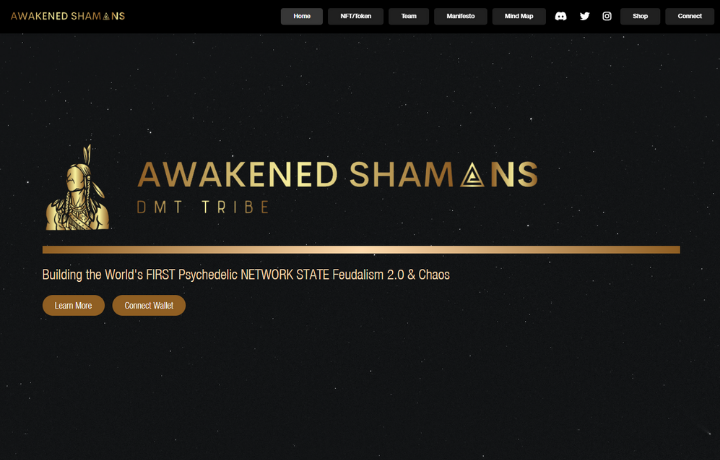 AWAKENED SHAMANS
Home NFT/Token Team Manifesto Mind Map Shop Connect
AWAKENED SHAMANS
DMT TRIBE
Building the World's FIRST Psychedelic NETWORK STATE Feudalism 2.0 & Chaos
Learn More Connect Wallet